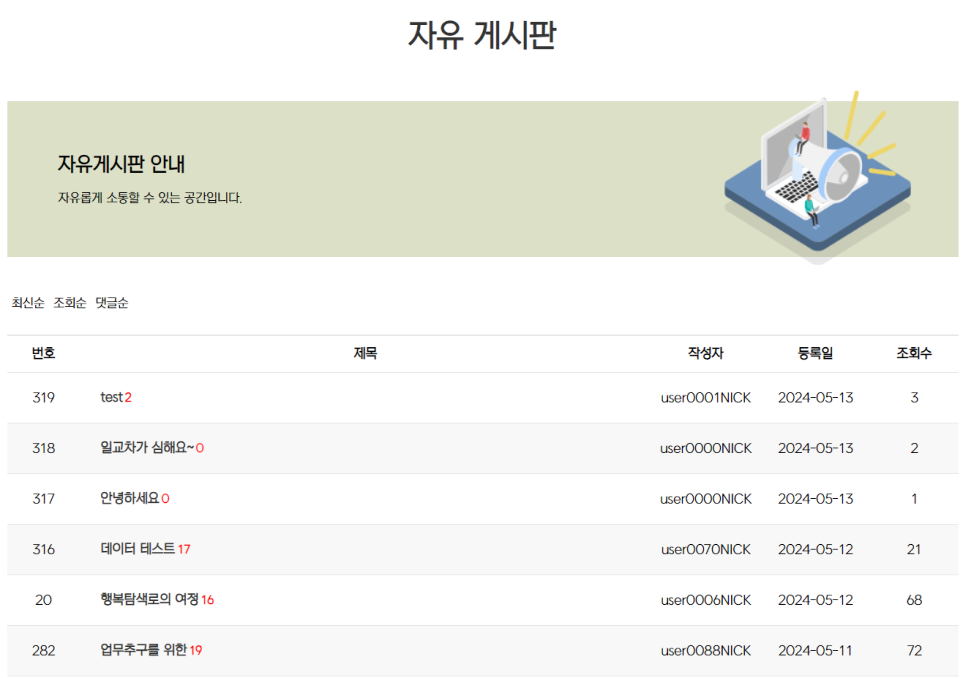 자유 게시판
자유게시판 안내
자유롭게 소통할 수 있는 공간입니다.
최신순 조회순 댓글순
번호 제목 작성자 등록일 조회수
319 test 2 user0001NICK 2024-05-13 3
318 일교차가 심해요~ 0 user0000NICK 2024-05-13 2
317 안녕하세요 0 user0000NICK 2024-05-13 1
316 데이터 테스트 17 user0070NICK 2024-05-12 21
20 행복탐색로의 여정 16 user0006NICK 2024-05-12 68
282 업무추구를 위한 19 user0088NICK 2024-05-11 72